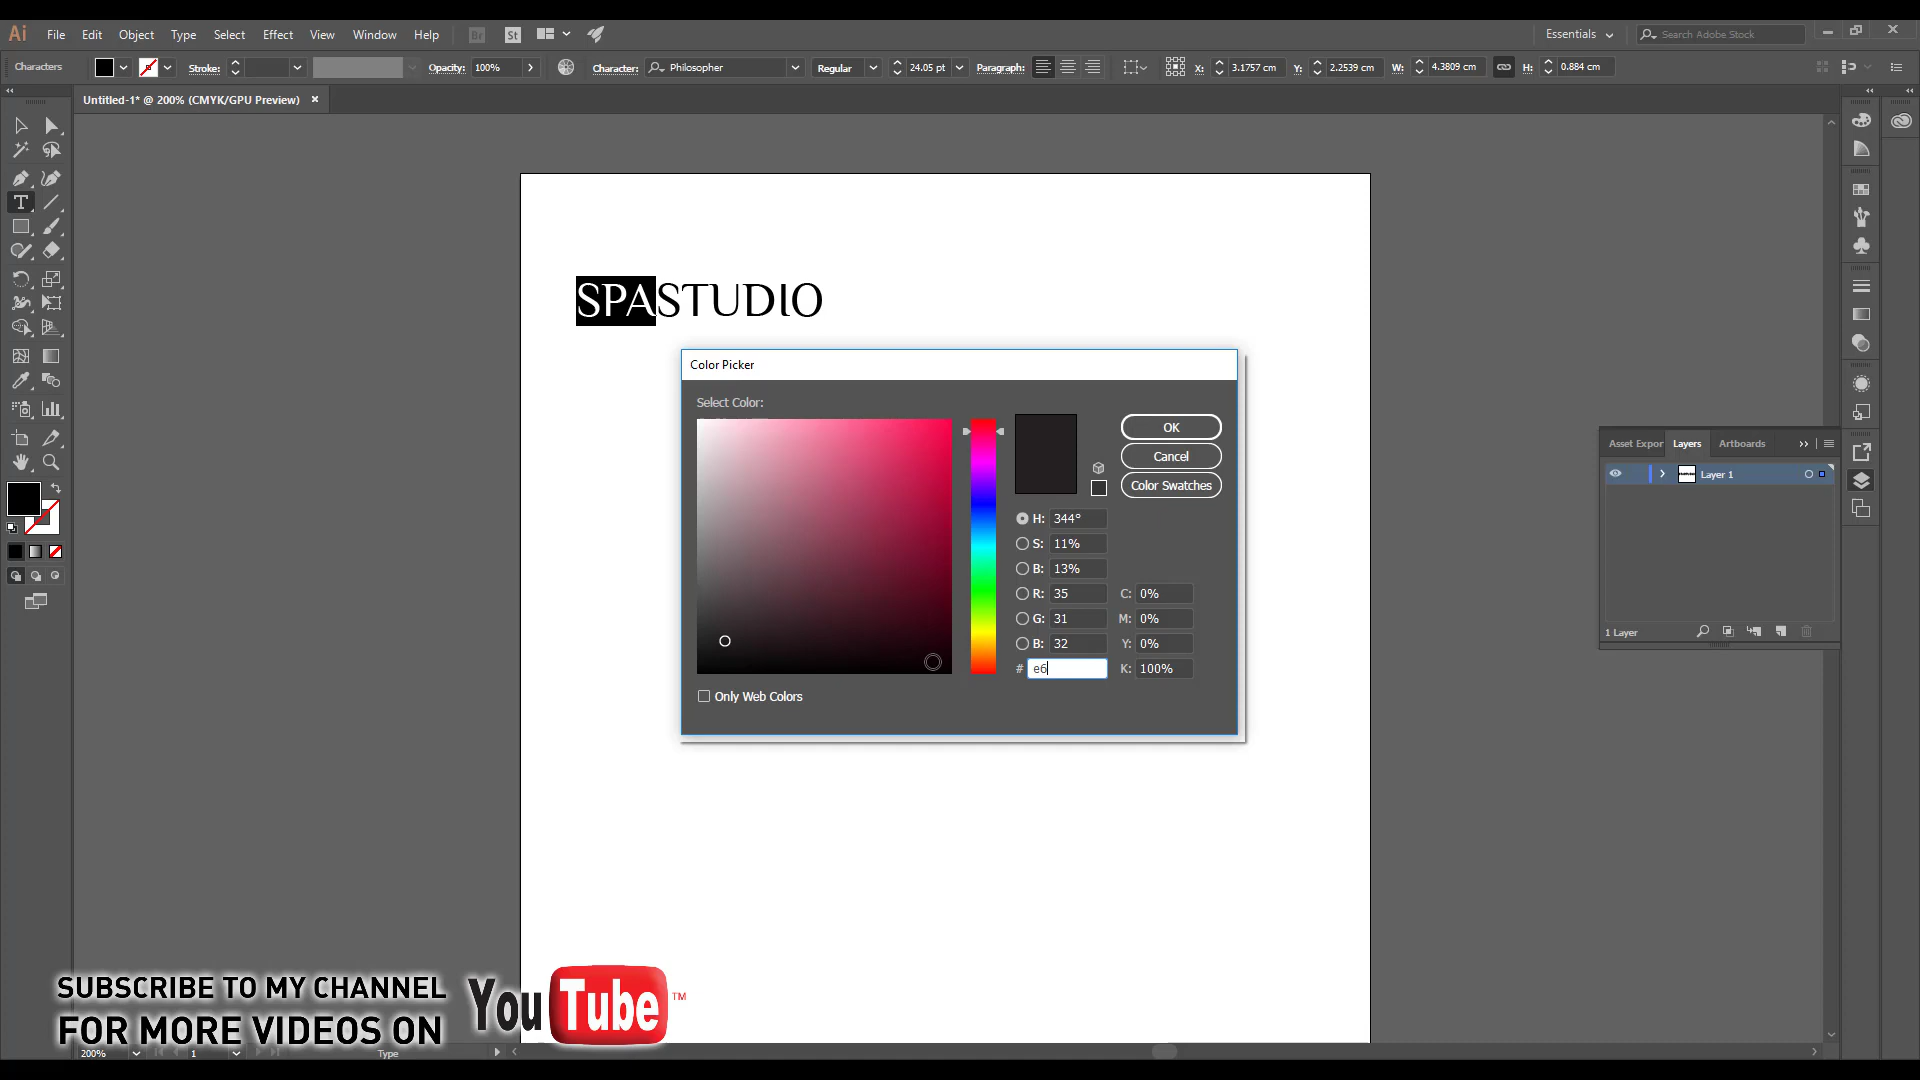 Ai File Edit Object Type Select Effect View Window Help Br St Essentials Search Adobe Stock
Characters Stroke: Opacity: 100% Character: Philosopher Regular 24.05 pt Paragraph: X: 3.1757 cm Y: 2.2539 cm W: 4.3809 cm H: 0.884 cm
Untitled-1* @ 200% (CMYK/GPU Preview) ×
SPASTUDIO
Color Picker
Select Color:
OK
Cancel
Color Swatches
H: 344°
S: 11%
B: 13%
R: 35 C: 0%
G: 31 M: 0%
B: 32 Y: 0%
# e6 K: 100%
Only Web Colors
Asset Expor Layers Artboards
Layer 1
1 Layer
SUBSCRIBE TO MY CHANNEL
FOR MORE VIDEOS ON
YouTube ™
200% 1 Type